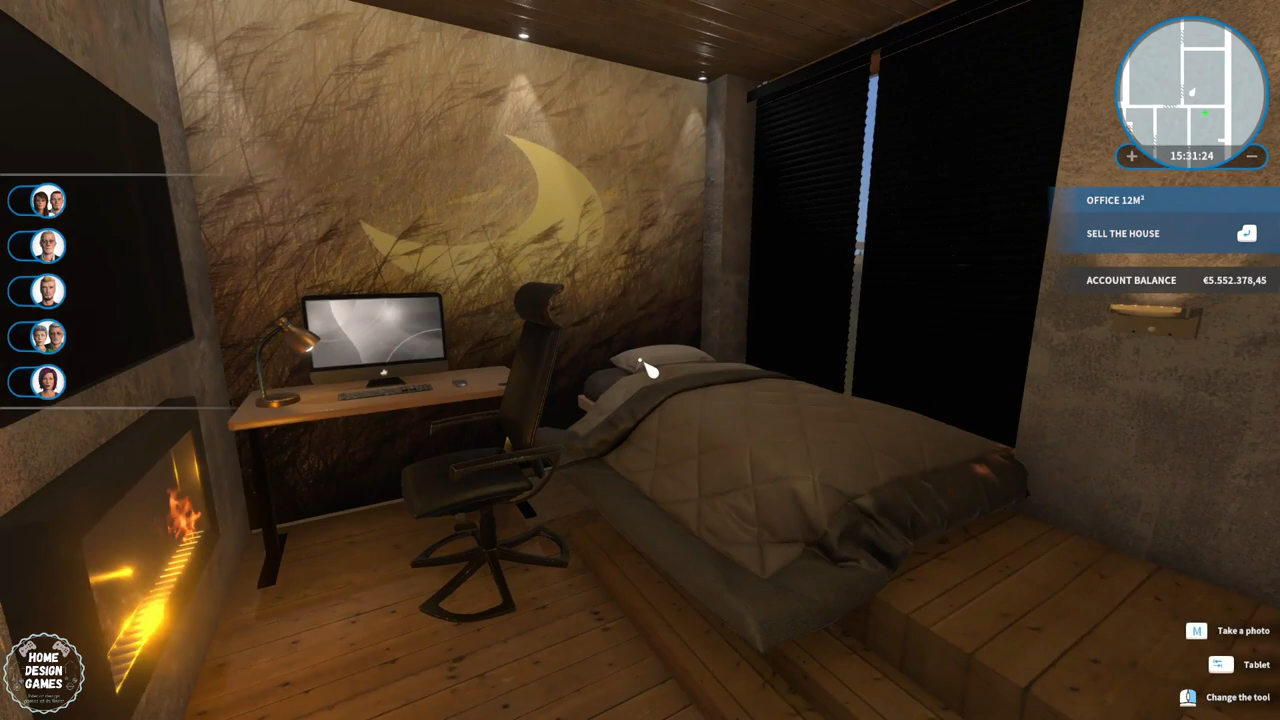 15:31:24
OFFICE 12M²
SELL THE HOUSE
ACCOUNT BALANCE €5.552.378,45
M Take a photo
Tablet
Change the tool
HOME
DESIGN
GAMES